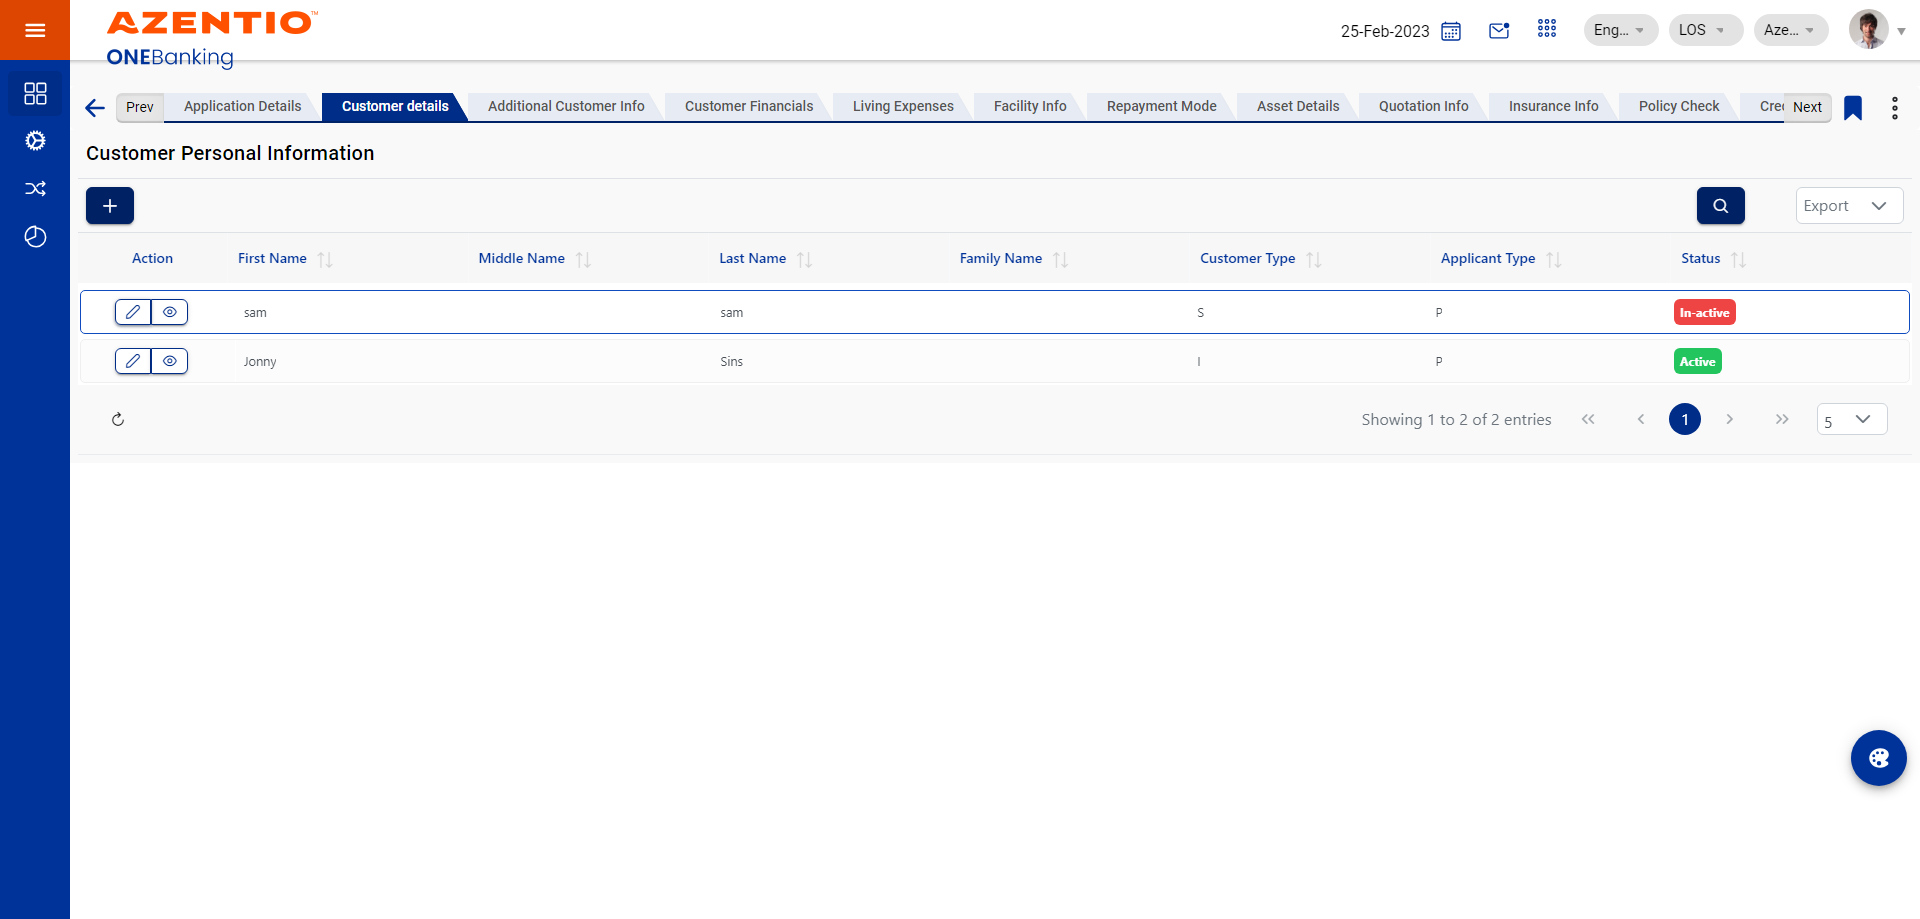 AZENTIO™
ONEBanking
25-Feb-2023
Eng...
LOS
Aze...
Prev
Application Details
Customer details
Additional Customer Info
Customer Financials
Living Expenses
Facility Info
Repayment Mode
Asset Details
Quotation Info
Insurance Info
Policy Check
Next
Customer Personal Information
Export
Action First Name Middle Name Last Name Family Name Customer Type Applicant Type Status
sam sam S P In-active
Jonny Sins I P Active
Showing 1 to 2 of 2 entries
1
5